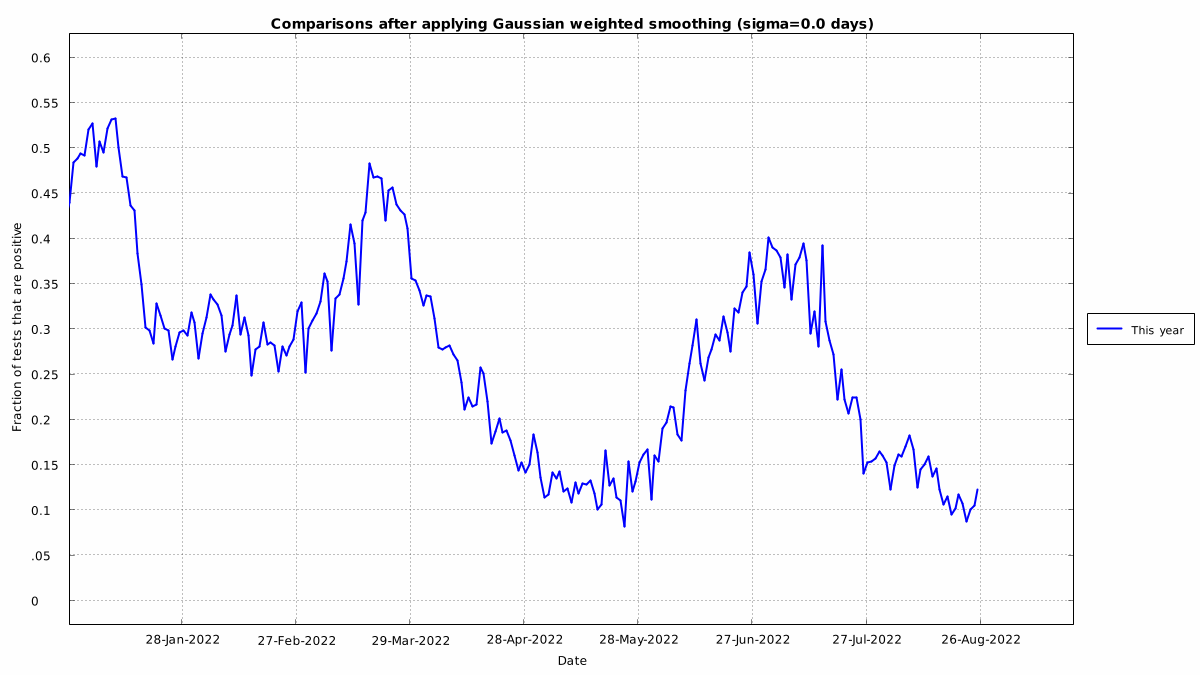 Comparisons after applying Gaussian weighted smoothing (sigma=0.0 days)
0.6
0.55
0.5
0.45
0.4
0.35
0.3
0.25
0.2
0.15
0.1
.05
0
Fraction of tests that are positive
28-Jan-2022
27-Feb-2022
29-Mar-2022
28-Apr-2022
28-May-2022
27-Jun-2022
27-Jul-2022
26-Aug-2022
Date
This year